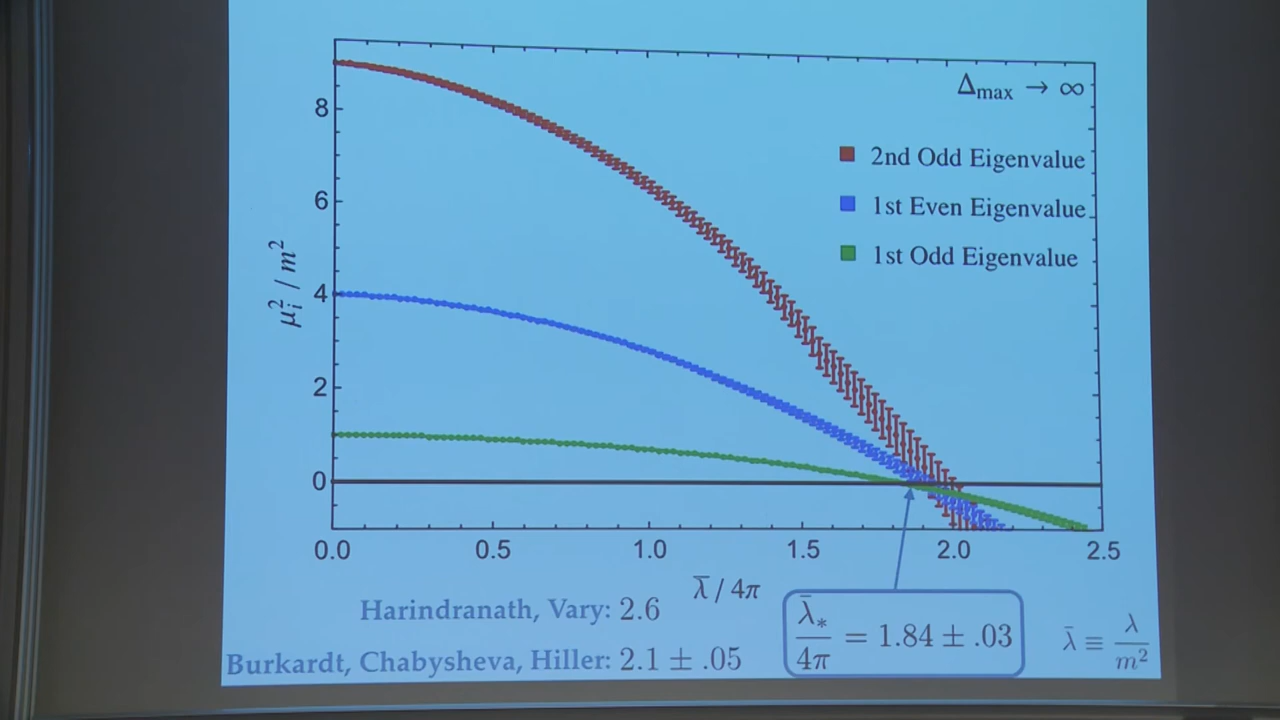 Δmax → ∞
2nd Odd Eigenvalue
1st Even Eigenvalue
1st Odd Eigenvalue
8
6
4
2
0
μᵢ² / m²
0.0 0.5 1.0 1.5 2.0 2.5
λ̄ / 4π
Harindranath, Vary: 2.6
Burkardt, Chabysheva, Hiller: 2.1 ± .05
λ̄* / 4π = 1.84 ± .03
λ̄ ≡ λ / m²